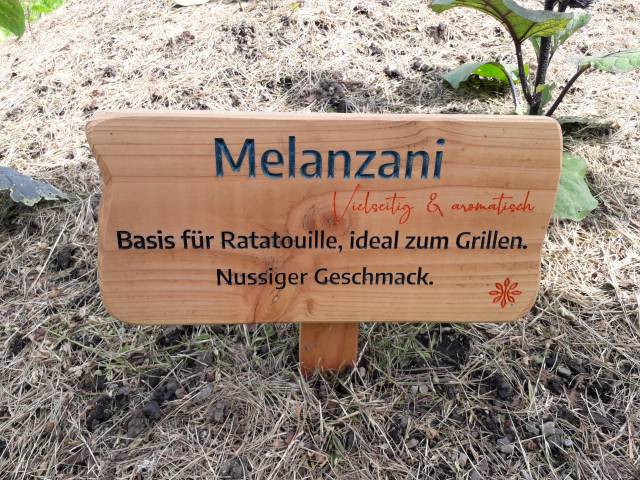 Melanzani
Vielseitig & aromatisch
Basis für Ratatouille, ideal zum Grillen.
Nussiger Geschmack.